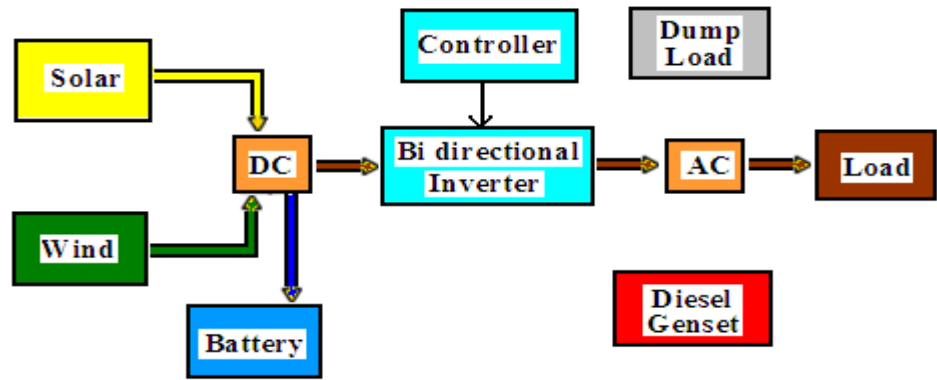 Solar
Controller
Dump
Load
DC
Bi directional
Inverter
AC
Load
Wind
Battery
Diesel
Genset